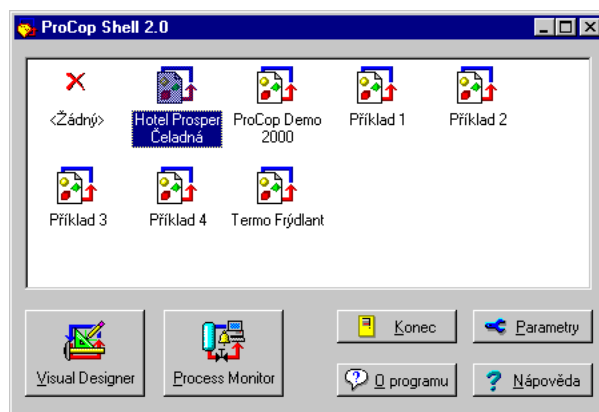 ProCop Shell 2.0
<Žádný>
Hotel Prosper
Čeladná
ProCop Demo
2000
Příklad 1
Příklad 2
Příklad 3
Příklad 4
Termo Frýdlant
Visual Designer
Process Monitor
Konec
Parametry
O programu
Nápověda